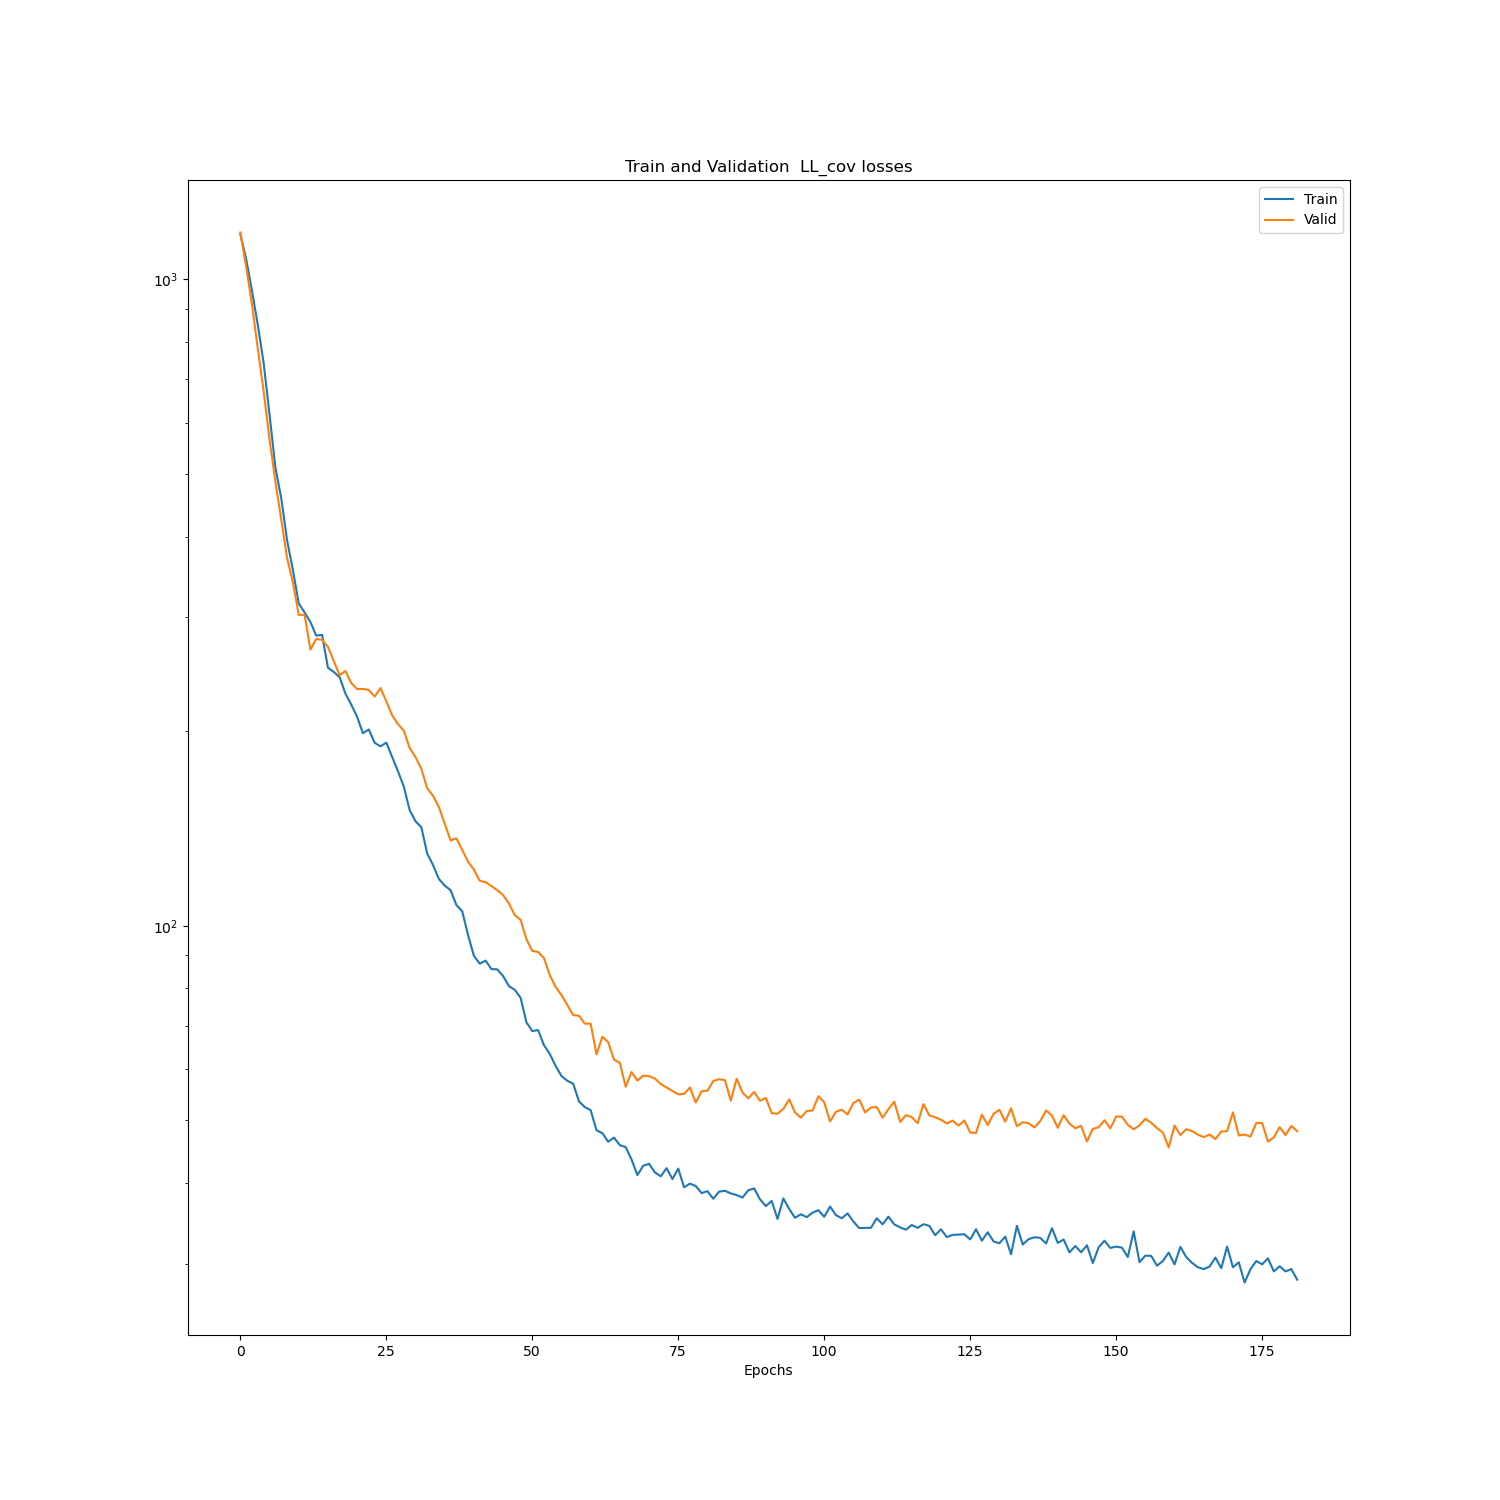 Train and Validation  LL_cov losses
Train
Valid
10³
10²
0 25 50 75 100 125 150 175
Epochs